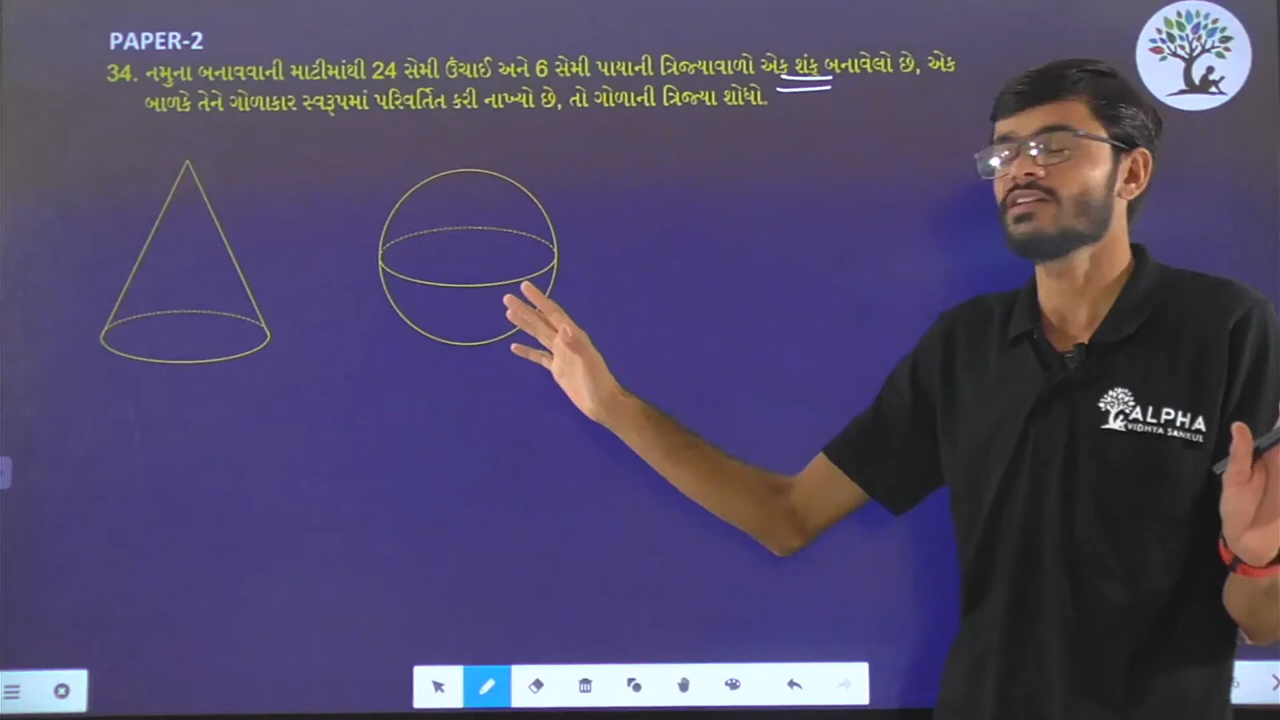 PAPER-2
34. નમુના બનાવવાની માટીમાંથી 24 સેમી ઉંચાઈ અને 6 સેમી પાયાની ત્રિજ્યાવાળો એક શંકુ બનાવેલો છે, એક
બાળકે તેને ગોળાકાર સ્વરૂપમાં પરિવર્તિત કરી નાખ્યો છે, તો ગોળાની ત્રિજ્યા શોધો.
ALPHA
VIDHYA SANKUL